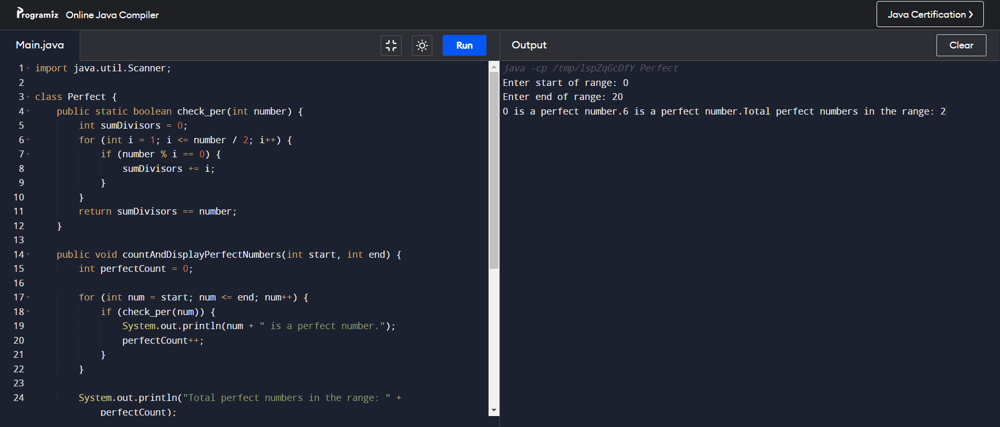 Programiz Online Java Compiler
Java Certification ›
Main.java
Run
Output
Clear
1 import java.util.Scanner;
2
3 class Perfect {
4     public static boolean check_per(int number) {
5         int sumDivisors = 0;
6         for (int i = 1; i <= number / 2; i++) {
7             if (number % i == 0) {
8                 sumDivisors += i;
9             }
10         }
11         return sumDivisors == number;
12     }
13
14     public void countAndDisplayPerfectNumbers(int start, int end) {
15         int perfectCount = 0;
16
17         for (int num = start; num <= end; num++) {
18             if (check_per(num)) {
19                 System.out.println(num + " is a perfect number.");
20                 perfectCount++;
21             }
22         }
23
24         System.out.println("Total perfect numbers in the range: " +
perfectCount);
java -cp /tmp/lspZqGcDfY Perfect
Enter start of range: 0
Enter end of range: 20
0 is a perfect number.6 is a perfect number.Total perfect numbers in the range: 2